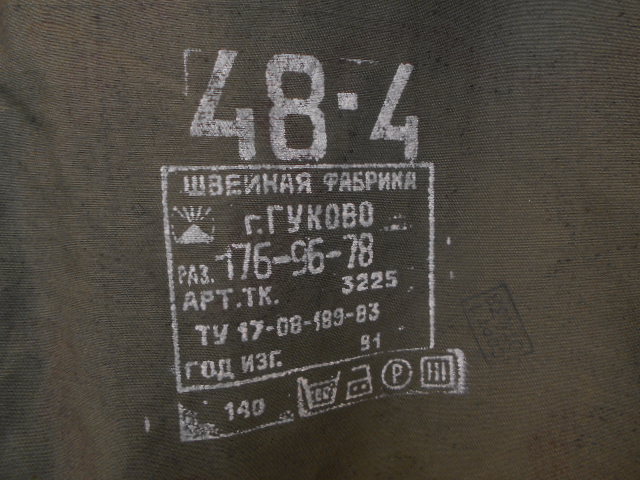 48-4
ШВЕЙНАЯ ФАБРИКА
г. ГУКОВО
РАЗ. 176-96-78
АРТ. ТК. 3225
ТУ 17-08-189-83
ГОД ИЗГ. 91
140 P